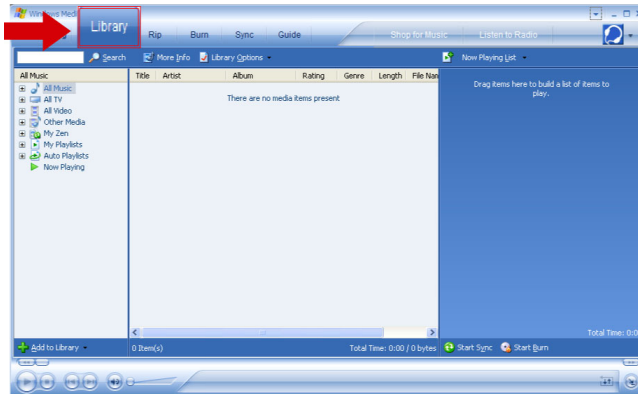 Windows Medi
Library
Rip Burn Sync Guide Shop for Music Listen to Radio
Search More Info Library Options Now Playing List
All Music Title Artist Album Rating Genre Length File Nan
All Music
All TV
All Video
Other Media
My Zen
My Playlists
Auto Playlists
Now Playing
There are no media items present
Drag items here to build a list of items to
play.
Total Time: 0:0
Add to Library 0 Item(s) Total Time: 0:00 / 0 bytes Start Sync Start Burn